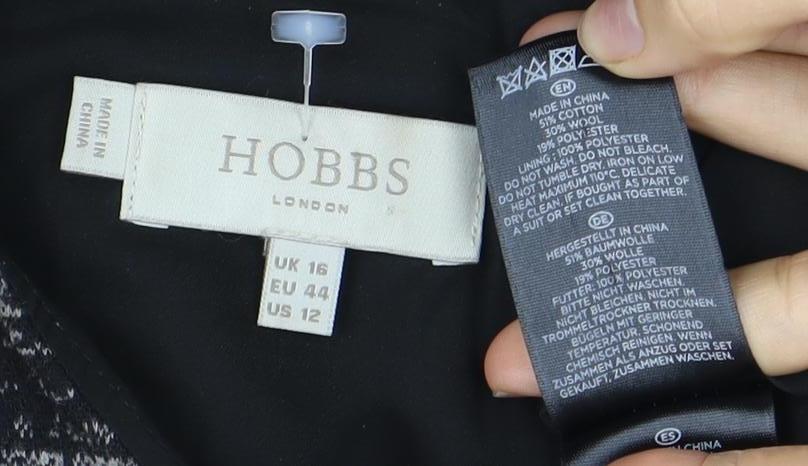 MADE IN
CHINA
HOBBS
LONDON
UK 16
EU 44
US 12
EN
MADE IN CHINA
51% COTTON
30% WOOL
19% POLYESTER
LINING: 100% POLYESTER
DO NOT WASH. DO NOT BLEACH.
DO NOT TUMBLE DRY. IRON ON LOW
HEAT MAXIMUM 110°C. DELICATE
DRY CLEAN. IF BOUGHT AS PART OF
A SUIT OR SET CLEAN TOGETHER.
DE
HERGESTELLT IN CHINA
51% BAUMWOLLE
30% WOLLE
19% POLYESTER
FUTTER: 100% POLYESTER
BITTE NICHT WASCHEN.
NICHT BLEICHEN. NICHT IM
TROMMELTROCKNER TROCKNEN.
BÜGELN MIT GERINGER
TEMPERATUR. SCHONEND
CHEMISCH REINIGEN. WENN
ZUSAMMEN ALS ANZUG ODER SET
GEKAUFT, ZUSAMMEN WASCHEN.
ES
CHINA